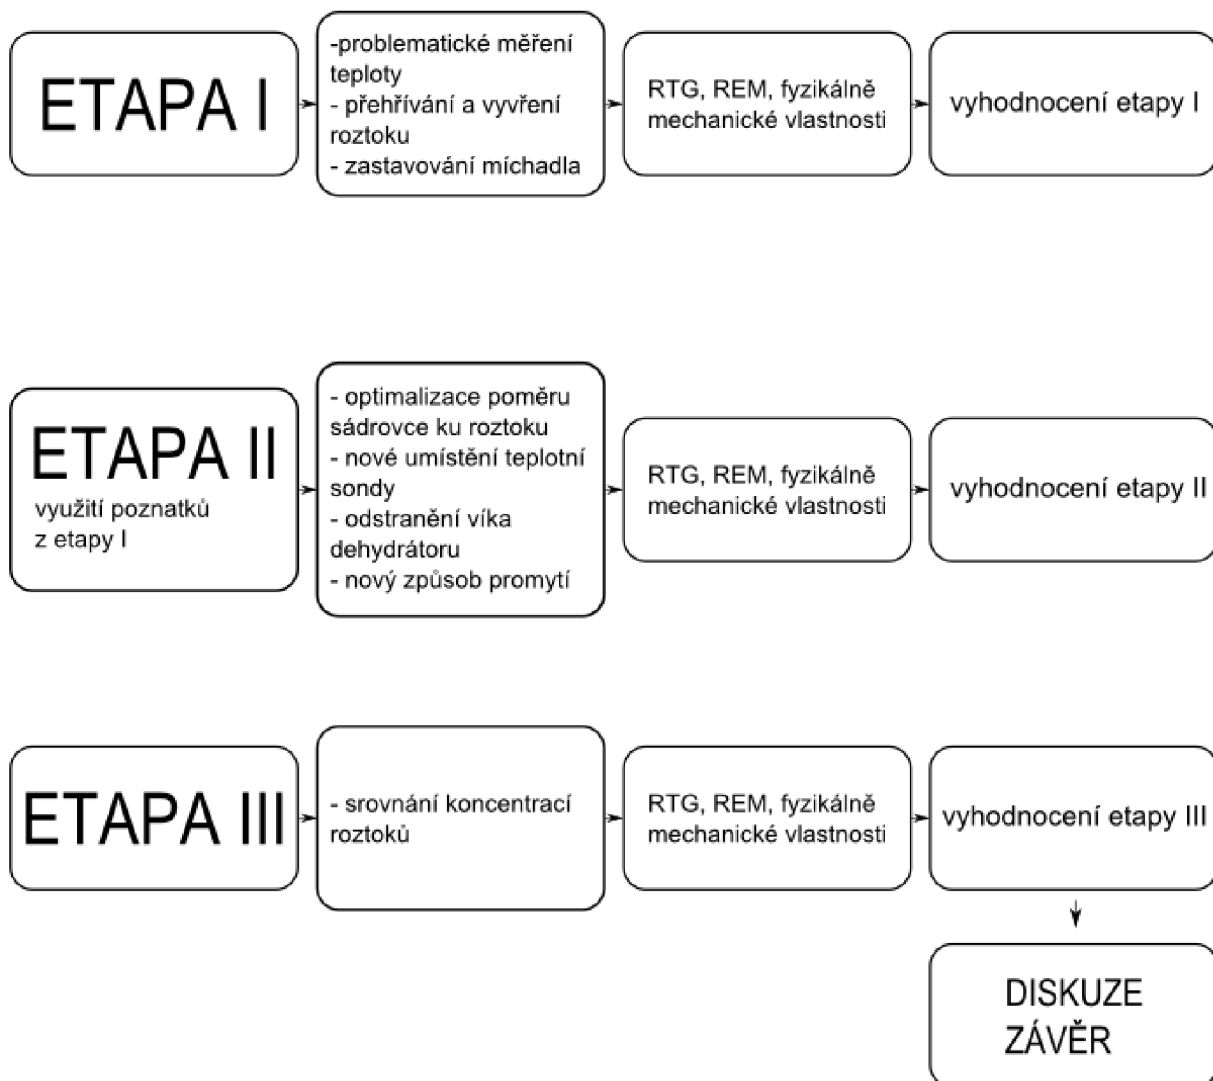 ETAPA I
-problematické měření
teploty
- přehřívání a vyvření
roztoku
- zastavování míchadla
RTG, REM, fyzikálně
mechanické vlastnosti
vyhodnocení etapy I
ETAPA II
využití poznatků
z etapy I
- optimalizace poměru
sádrovce ku roztoku
- nové umístění teplotní
sondy
- odstranění víka
dehydrátoru
- nový způsob promytí
RTG, REM, fyzikálně
mechanické vlastnosti
vyhodnocení etapy II
ETAPA III
- srovnání koncentrací
roztoků
RTG, REM, fyzikálně
mechanické vlastnosti
vyhodnocení etapy III
DISKUZE
ZÁVĚR